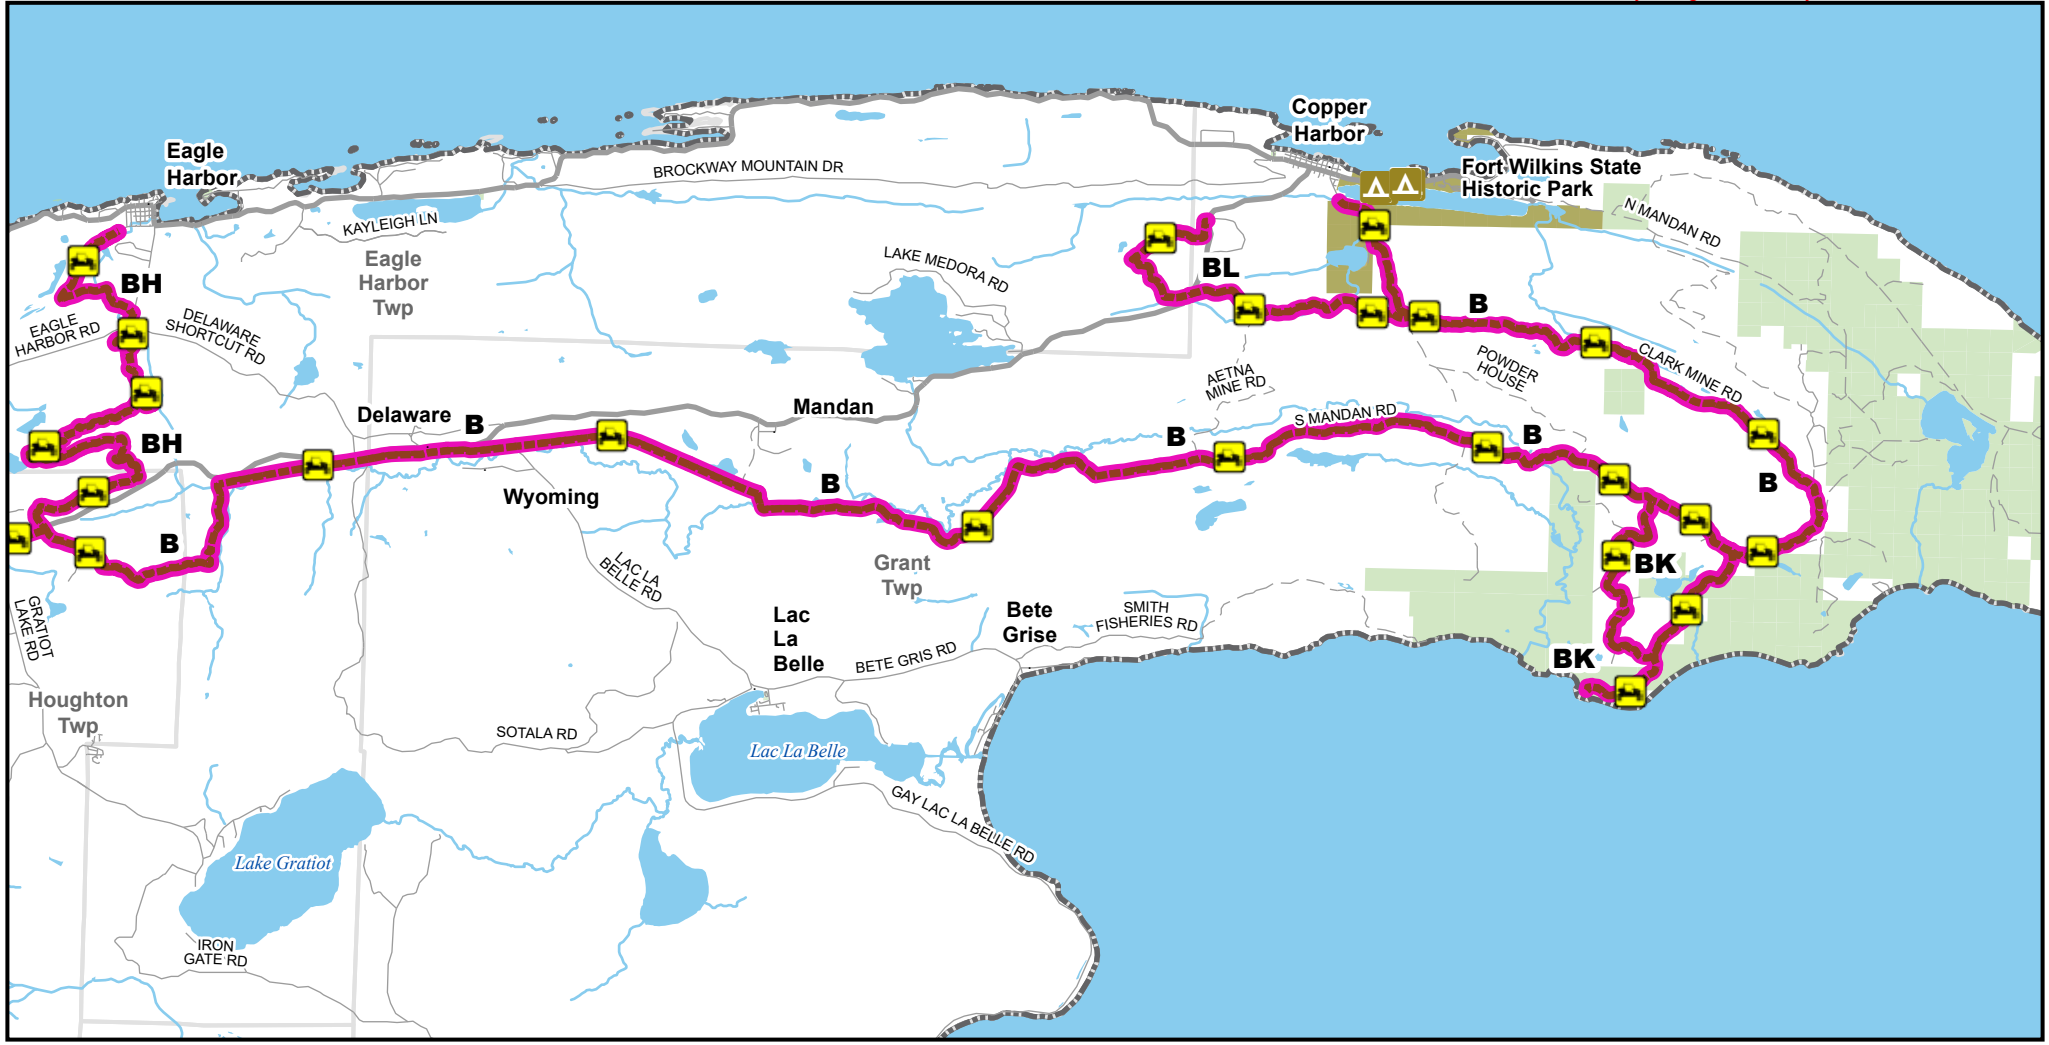 Copper
Harbor
Eagle
Harbor
Fort Wilkins State
Historic Park
BROCKWAY MOUNTAIN DR
N MANDAN RD
KAYLEIGH LN
Eagle
Harbor
Twp
LAKE MEDORA RD
BL
BH
B
EAGLE
HARBOR RD
DELAWARE
SHORTCUT RD
CLARK MINE RD
POWDER
HOUSE
AETNA
MINE RD
Delaware
B
Mandan
S MANDAN RD
B
B
BH
B
B
Wyoming
B
Grant
Twp
BK
LAC LA
BELLE RD
GRATIOT
LAKE RD
Lac
La
Belle
Bete
Grise
SMITH
FISHERIES RD
BETE GRIS RD
BK
Houghton
Twp
SOTALA RD
Lac La Belle
GAY LAC LA BELLE RD
Lake Gratiot
IRON
GATE RD